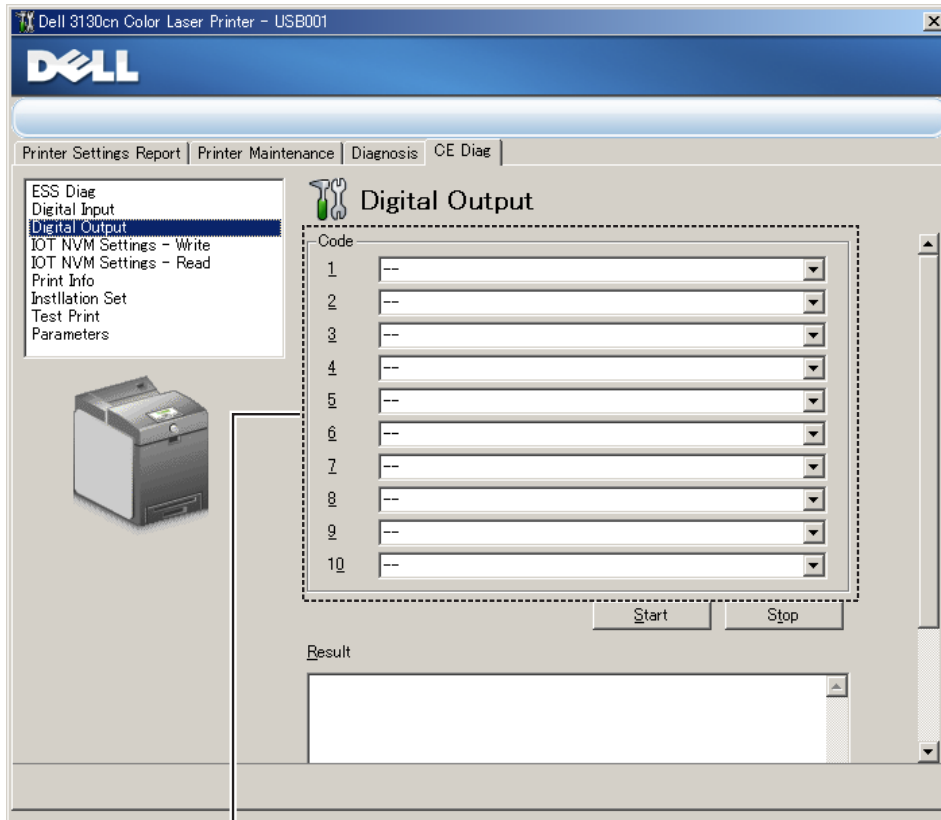 Dell 3130cn Color Laser Printer - USB001
DELL
Printer Settings Report
Printer Maintenance
Diagnosis
CE Diag
ESS Diag
Digital Input
Digital Output
IOT NVM Settings - Write
IOT NVM Settings - Read
Print Info
Instllation Set
Test Print
Parameters
Digital Output
Code
1 --
2 --
3 --
4 --
5 --
6 --
7 --
8 --
9 --
10 --
Start
Stop
Result